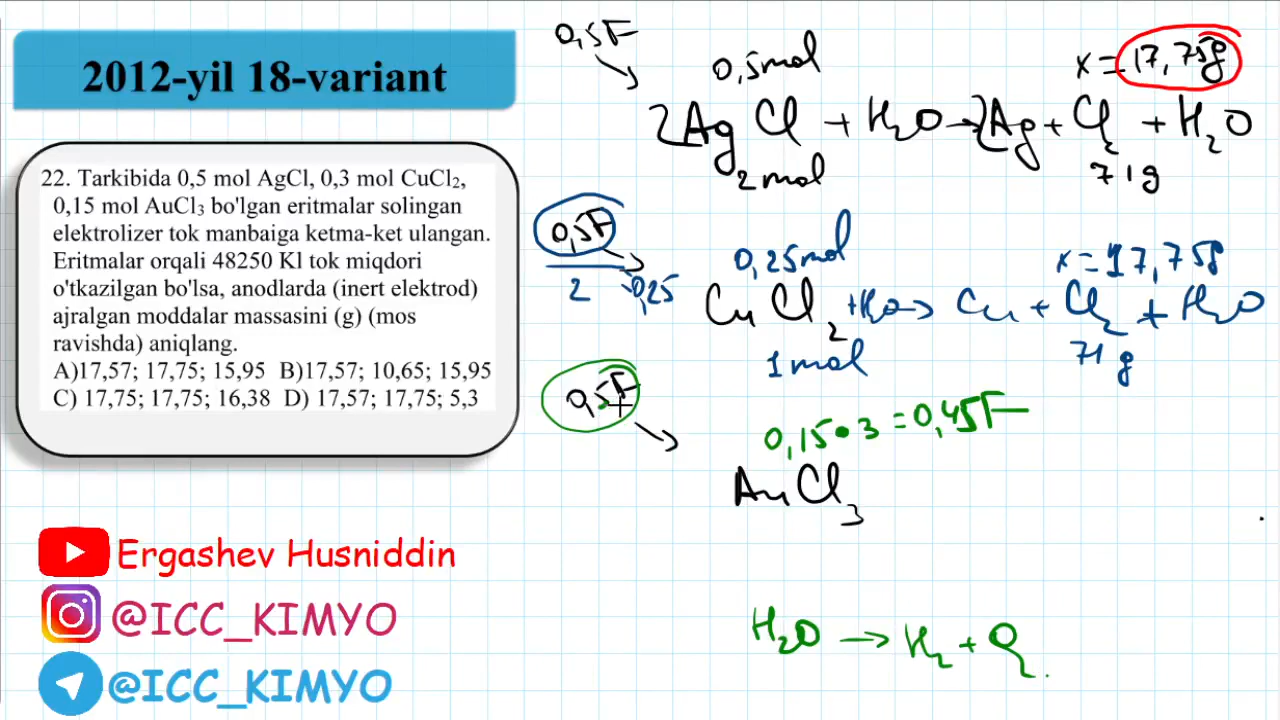 2012-yil 18-variant
22. Tarkibida 0,5 mol AgCl, 0,3 mol CuCl₂,
0,15 mol AuCl₃ bo'lgan eritmalar solingan
elektrolizer tok manbaiga ketma-ket ulangan.
Eritmalar orqali 48250 Kl tok miqdori
o'tkazilgan bo'lsa, anodlarda (inert elektrod)
ajralgan moddalar massasini (g) (mos
ravishda) aniqlang.
A)17,57; 17,75; 15,95 B)17,57; 10,65; 15,95
C) 17,75; 17,75; 16,38 D) 17,57; 17,75; 5,3
Ergashev Husniddin
@ICC_KIMYO
@ICC_KIMYO
0,5F
0,5mol x=17,75g
2AgCl + H₂O → 2Ag + Cl₂ + H₂O
2mol 71g
0,5F
2 0,25
0,25mol x=17,75g
CuCl₂ + H₂O → Cu + Cl₂ + H₂O
1mol 71g
0,5F
0,15•3=0,45F
AuCl₃
H₂O → H₂ + O₂